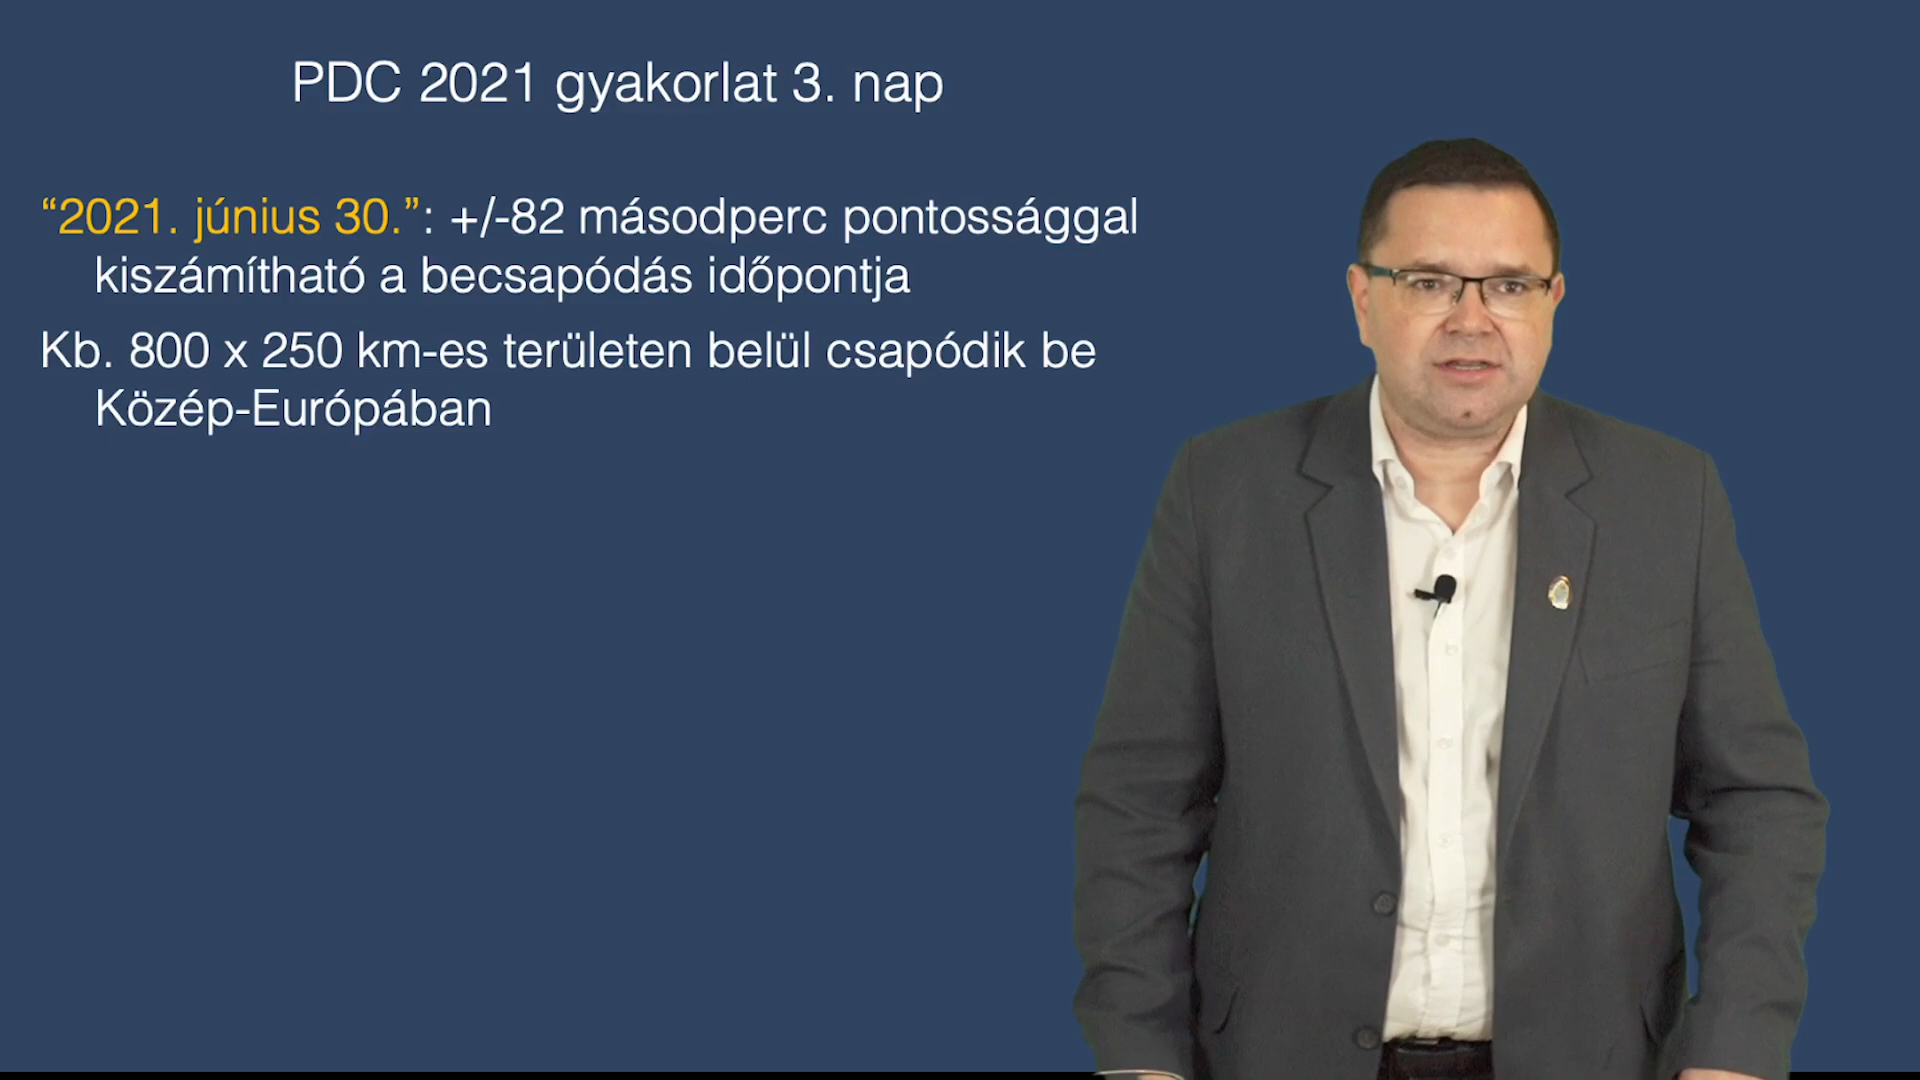 PDC 2021 gyakorlat 3. nap
“2021. június 30.”: +/-82 másodperc pontossággal
kiszámítható a becsapódás időpontja
Kb. 800 x 250 km-es területen belül csapódik be
Közép-Európában